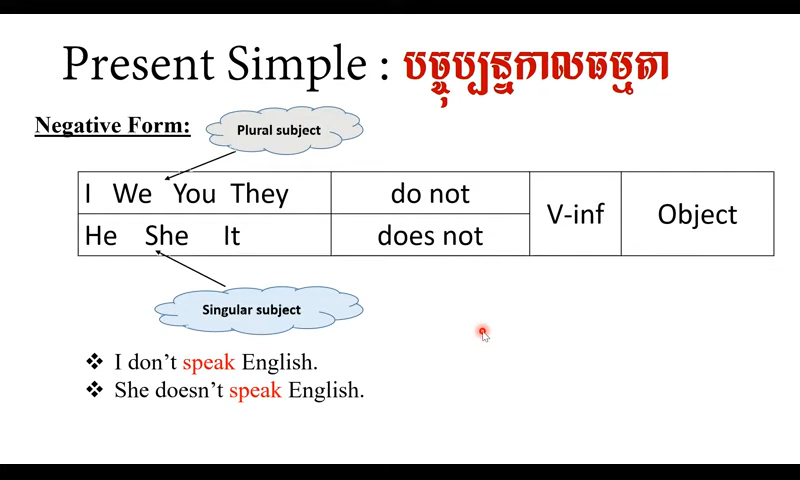 Present Simple : បច្ចុប្បន្នកាលធម្មតា
Negative Form:
Plural subject
I We You They do not V-inf Object
He She It does not
Singular subject
❖ I don’t speak English.
❖ She doesn’t speak English.